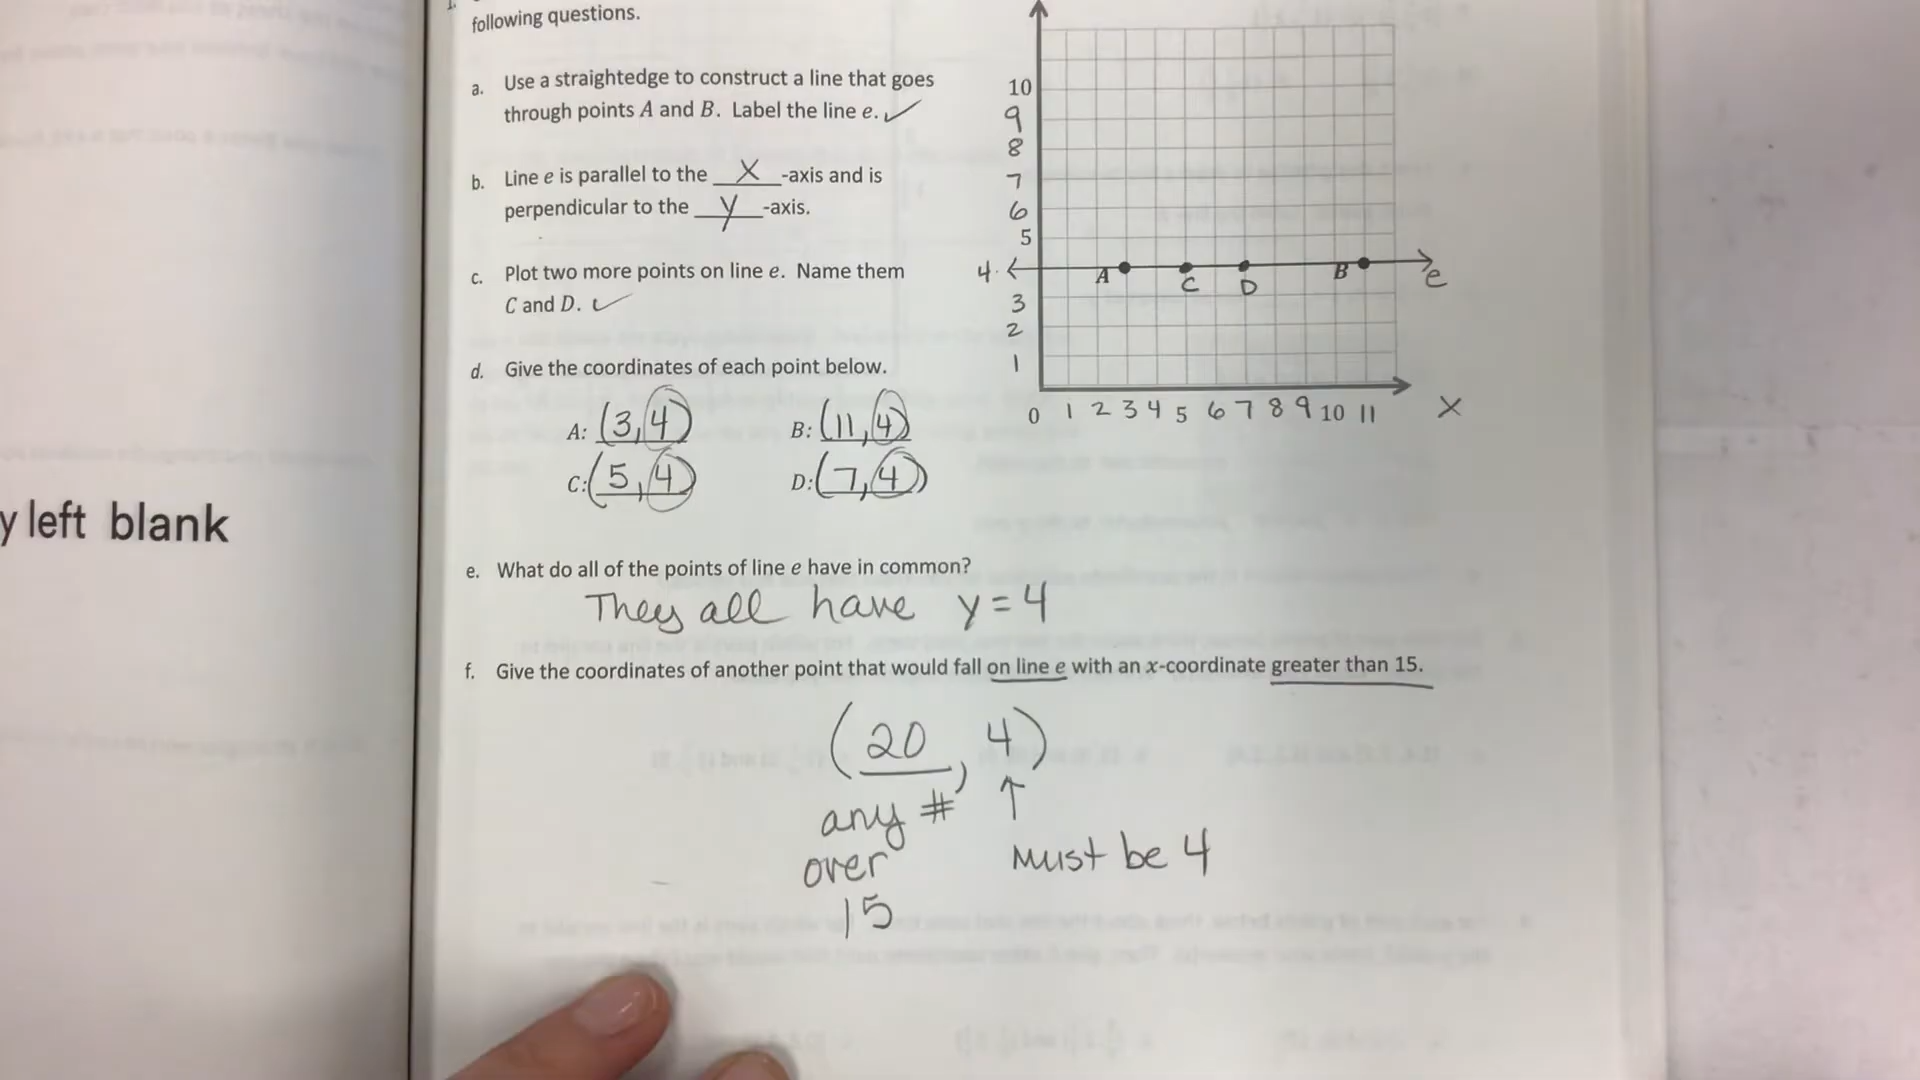 1.
following questions.
a. Use a straightedge to construct a line that goes
through points A and B. Label the line e.
b. Line e is parallel to the X -axis and is
perpendicular to the y -axis.
c. Plot two more points on line e. Name them
C and D.
d. Give the coordinates of each point below.
A: (3,4) B: (11,4)
C: (5,4) D: (7,4)
10
9
8
7
6
5
4
3
2
1
A C D B e
0 1 2 3 4 5 6 7 8 9 10 11 X
y left blank
e. What do all of the points of line e have in common?
They all have y=4
f. Give the coordinates of another point that would fall on line e with an x-coordinate greater than 15.
(20, 4)
any #
over
15
must be 4